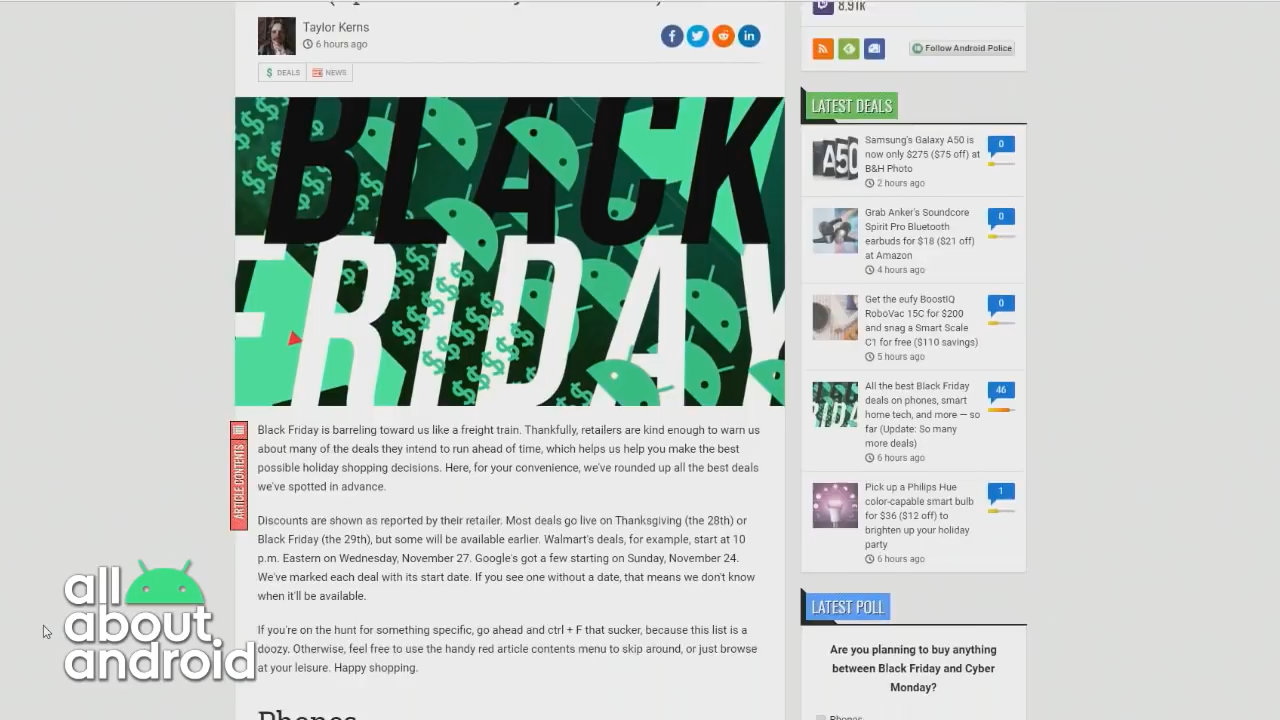 Taylor Kerns
6 hours ago
DEALS
NEWS
BLACK
FRIDAY
ARTICLE CONTENTS
Black Friday is barreling toward us like a freight train. Thankfully, retailers are kind enough to warn us
about many of the deals they intend to run ahead of time, which helps us help you make the best
possible holiday shopping decisions. Here, for your convenience, we've rounded up all the best deals
we've spotted in advance.
Discounts are shown as reported by their retailer. Most deals go live on Thanksgiving (the 28th) or
Black Friday (the 29th), but some will be available earlier. Walmart's deals, for example, start at 10
p.m. Eastern on Wednesday, November 27. Google's got a few starting on Sunday, November 24.
We've marked each deal with its start date. If you see one without a date, that means we don't know
when it'll be available.
If you're on the hunt for something specific, go ahead and ctrl + F that sucker, because this list is a
doozy. Otherwise, feel free to use the handy red article contents menu to skip around, or just browse
at your leisure. Happy shopping.
Phones
8.91k
Follow Android Police
LATEST DEALS
A50
Samsung's Galaxy A50 is
now only $275 ($75 off) at
B&H Photo
2 hours ago
0
Grab Anker's Soundcore
Spirit Pro Bluetooth
earbuds for $18 ($21 off)
at Amazon
4 hours ago
0
Get the eufy BoostIQ
RoboVac 15C for $200
and snag a Smart Scale
C1 for free ($110 savings)
5 hours ago
0
All the best Black Friday
deals on phones, smart
home tech, and more — so
far (Update: So many
more deals)
6 hours ago
46
Pick up a Philips Hue
color-capable smart bulb
for $36 ($12 off) to
brighten up your holiday
party
6 hours ago
1
LATEST POLL
Are you planning to buy anything
between Black Friday and Cyber
Monday?
Phones
all
about
android